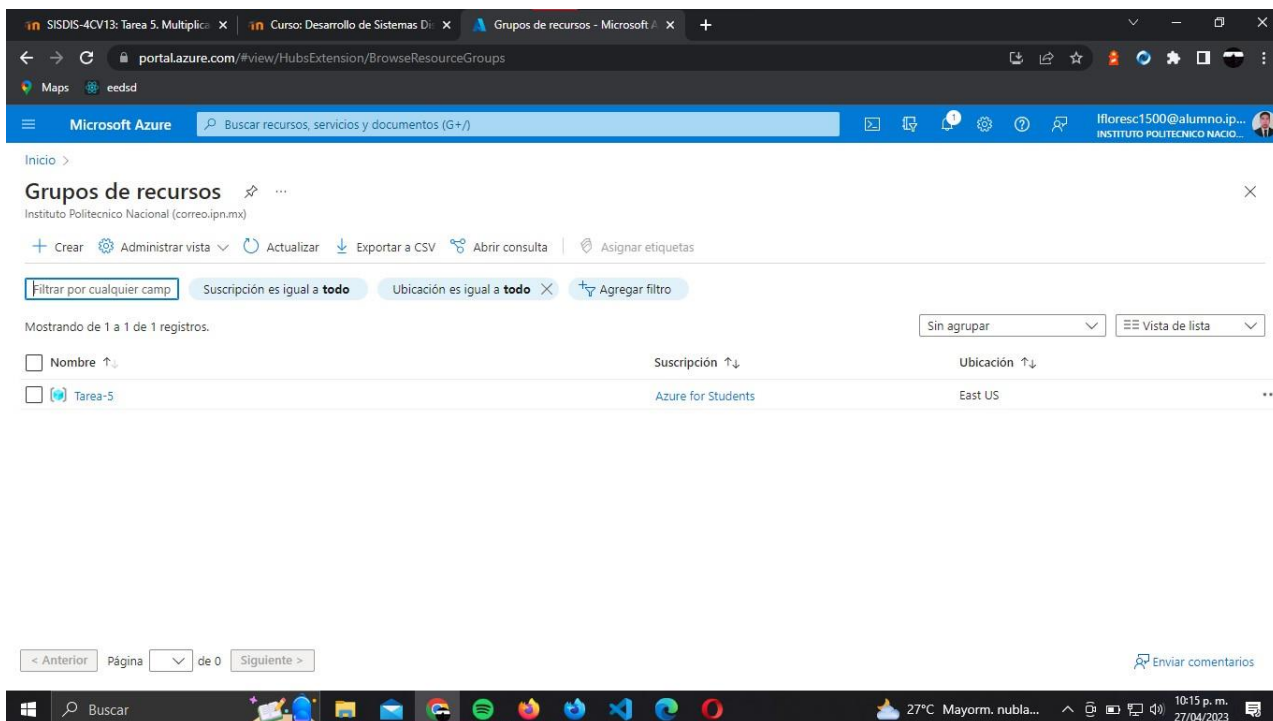 SISDIS-4CV13: Tarea 5. Multiplica
Curso: Desarrollo de Sistemas Di
Grupos de recursos - Microsoft A
portal.azure.com/#view/HubsExtension/BrowseResourceGroups
Maps
eedsd
Microsoft Azure
Buscar recursos, servicios y documentos (G+/)
1
lfloresc1500@alumno.ip...
INSTITUTO POLITECNICO NACIO...
Inicio >
Grupos de recursos
Instituto Politecnico Nacional (correo.ipn.mx)
Crear
Administrar vista
Actualizar
Exportar a CSV
Abrir consulta
Asignar etiquetas
Filtrar por cualquier camp
Suscripción es igual a todo
Ubicación es igual a todo
Agregar filtro
Mostrando de 1 a 1 de 1 registros.
Sin agrupar
Vista de lista
Nombre
Suscripción
Ubicación
Tarea-5
Azure for Students
East US
< Anterior
Página
de 0
Siguiente >
Enviar comentarios
Buscar
27°C Mayorm. nubla...
10:15 p. m.
27/04/2023